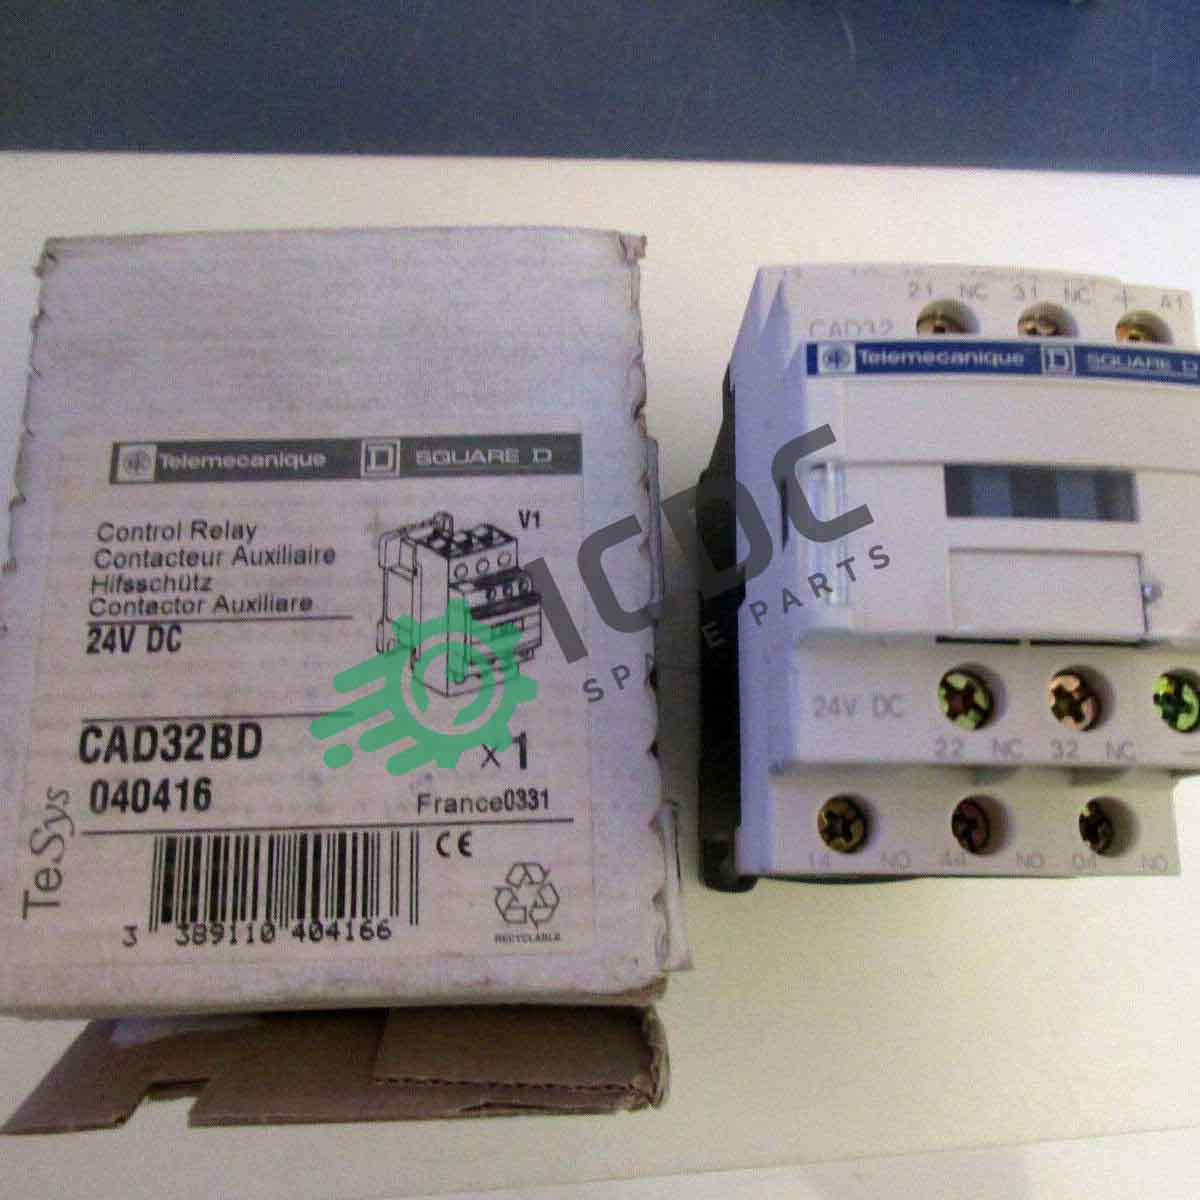 Telemecanique D SQUARE D
Control Relay
Contacteur Auxiliaire
Hifsschütz
Contactor Auxiliare
24V DC
V1
CAD32BD
040416
x 1
France0331
CE
3 389110 404166
RECYCLABLE
TeSys
ICDC
SPARE PARTS
21 NC 31 NC + A1
CAD32
Telemecanique D SQUARE D
24V DC
22 NC 32 NC
14 NO 44 NO 04 NO